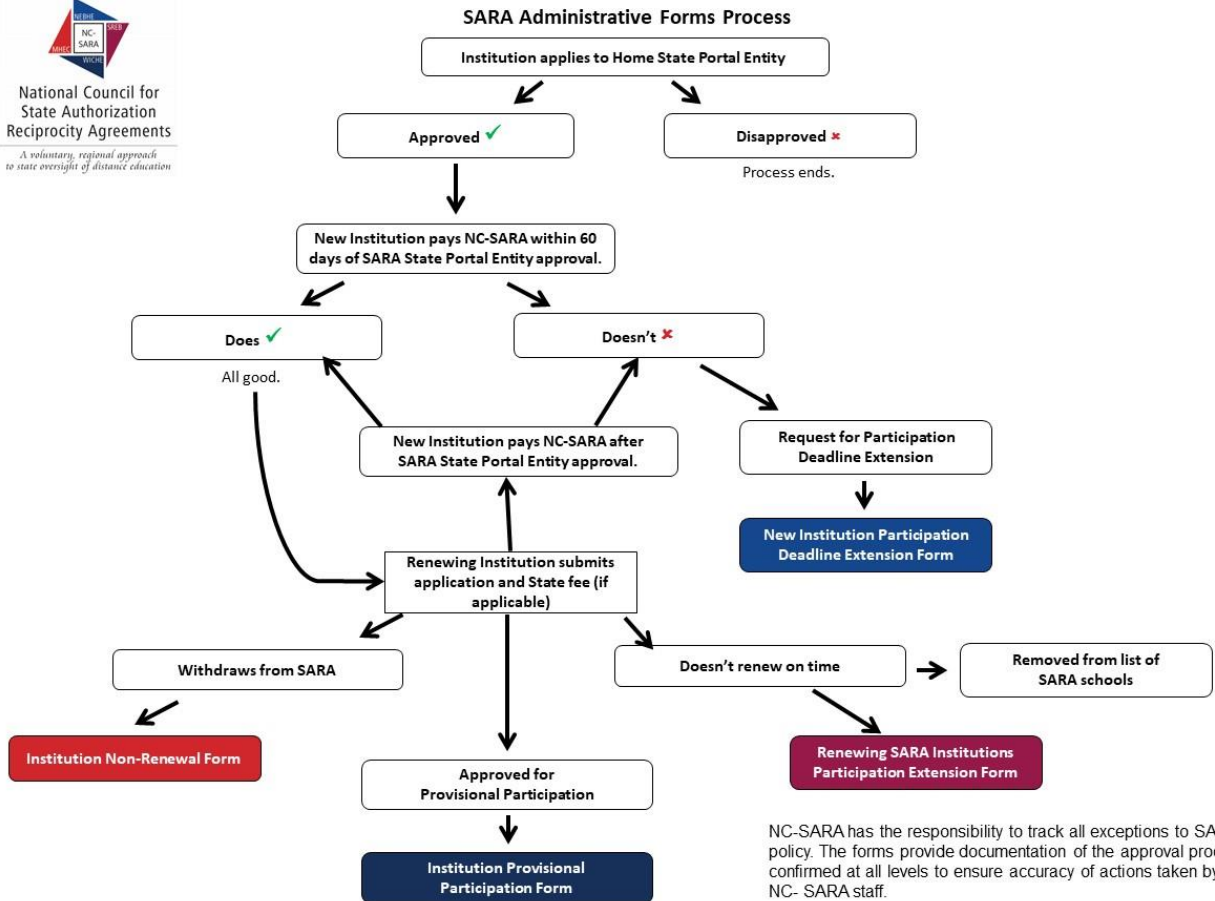 SARA Administrative Forms Process
NEBHE
SREB
NC-
SARA
MHEC
WICHE
National Council for
State Authorization
Reciprocity Agreements
A voluntary, regional approach
to state oversight of distance education
Institution applies to Home State Portal Entity
Approved ✓
Disapproved ✗
Process ends.
New Institution pays NC-SARA within 60
days of SARA State Portal Entity approval.
Does ✓
Doesn't ✗
All good.
New Institution pays NC-SARA after
SARA State Portal Entity approval.
Request for Participation
Deadline Extension
New Institution Participation
Deadline Extension Form
Renewing Institution submits
application and State fee (if
applicable)
Withdraws from SARA
Doesn't renew on time
Removed from list of
SARA schools
Institution Non-Renewal Form
Renewing SARA Institutions
Participation Extension Form
Approved for
Provisional Participation
Institution Provisional
Participation Form
NC-SARA has the responsibility to track all exceptions to
policy. The forms provide documentation of the approval
confirmed at all levels to ensure accuracy of actions taken by
NC- SARA staff.